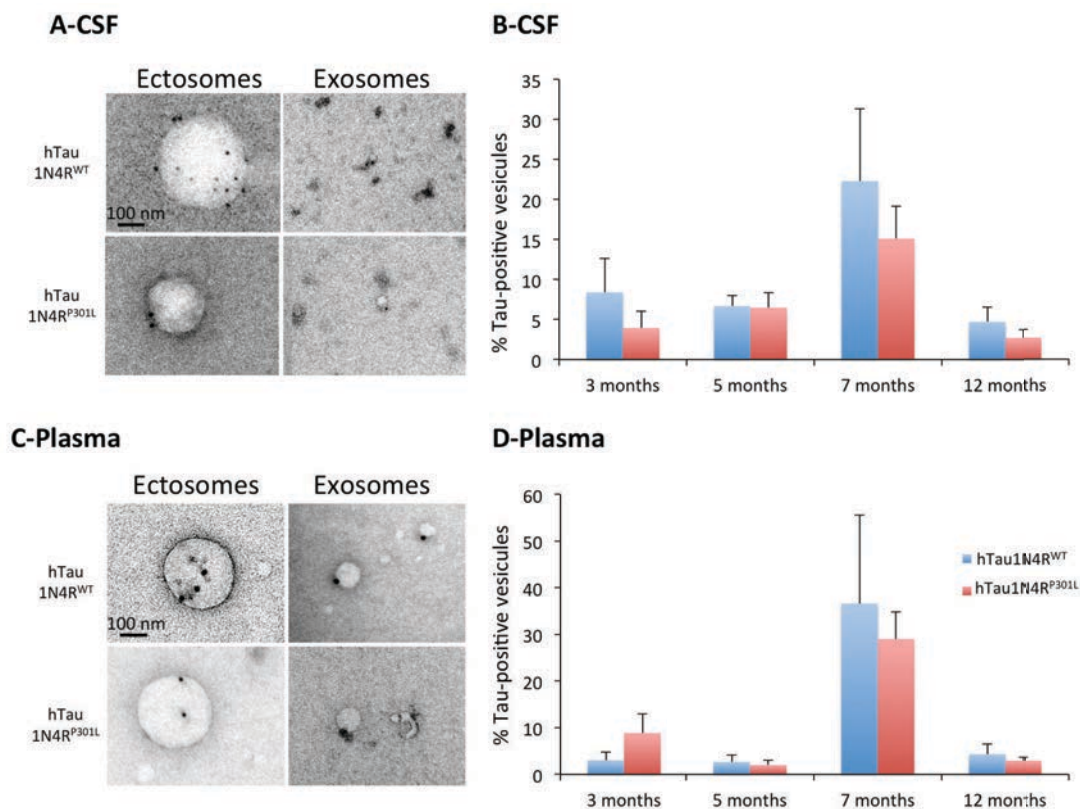 A-CSF
Ectosomes
Exosomes
hTau
1N4R^WT
100 nm
hTau
1N4R^P301L
B-CSF
% Tau-positive vesicules
35
30
25
20
15
10
5
0
3 months
5 months
7 months
12 months
C-Plasma
Ectosomes
Exosomes
hTau
1N4R^WT
100 nm
hTau
1N4R^P301L
D-Plasma
% Tau-positive vesicules
60
50
40
30
20
10
0
3 months
5 months
7 months
12 months
hTau1N4R^WT
hTau1N4R^P301L